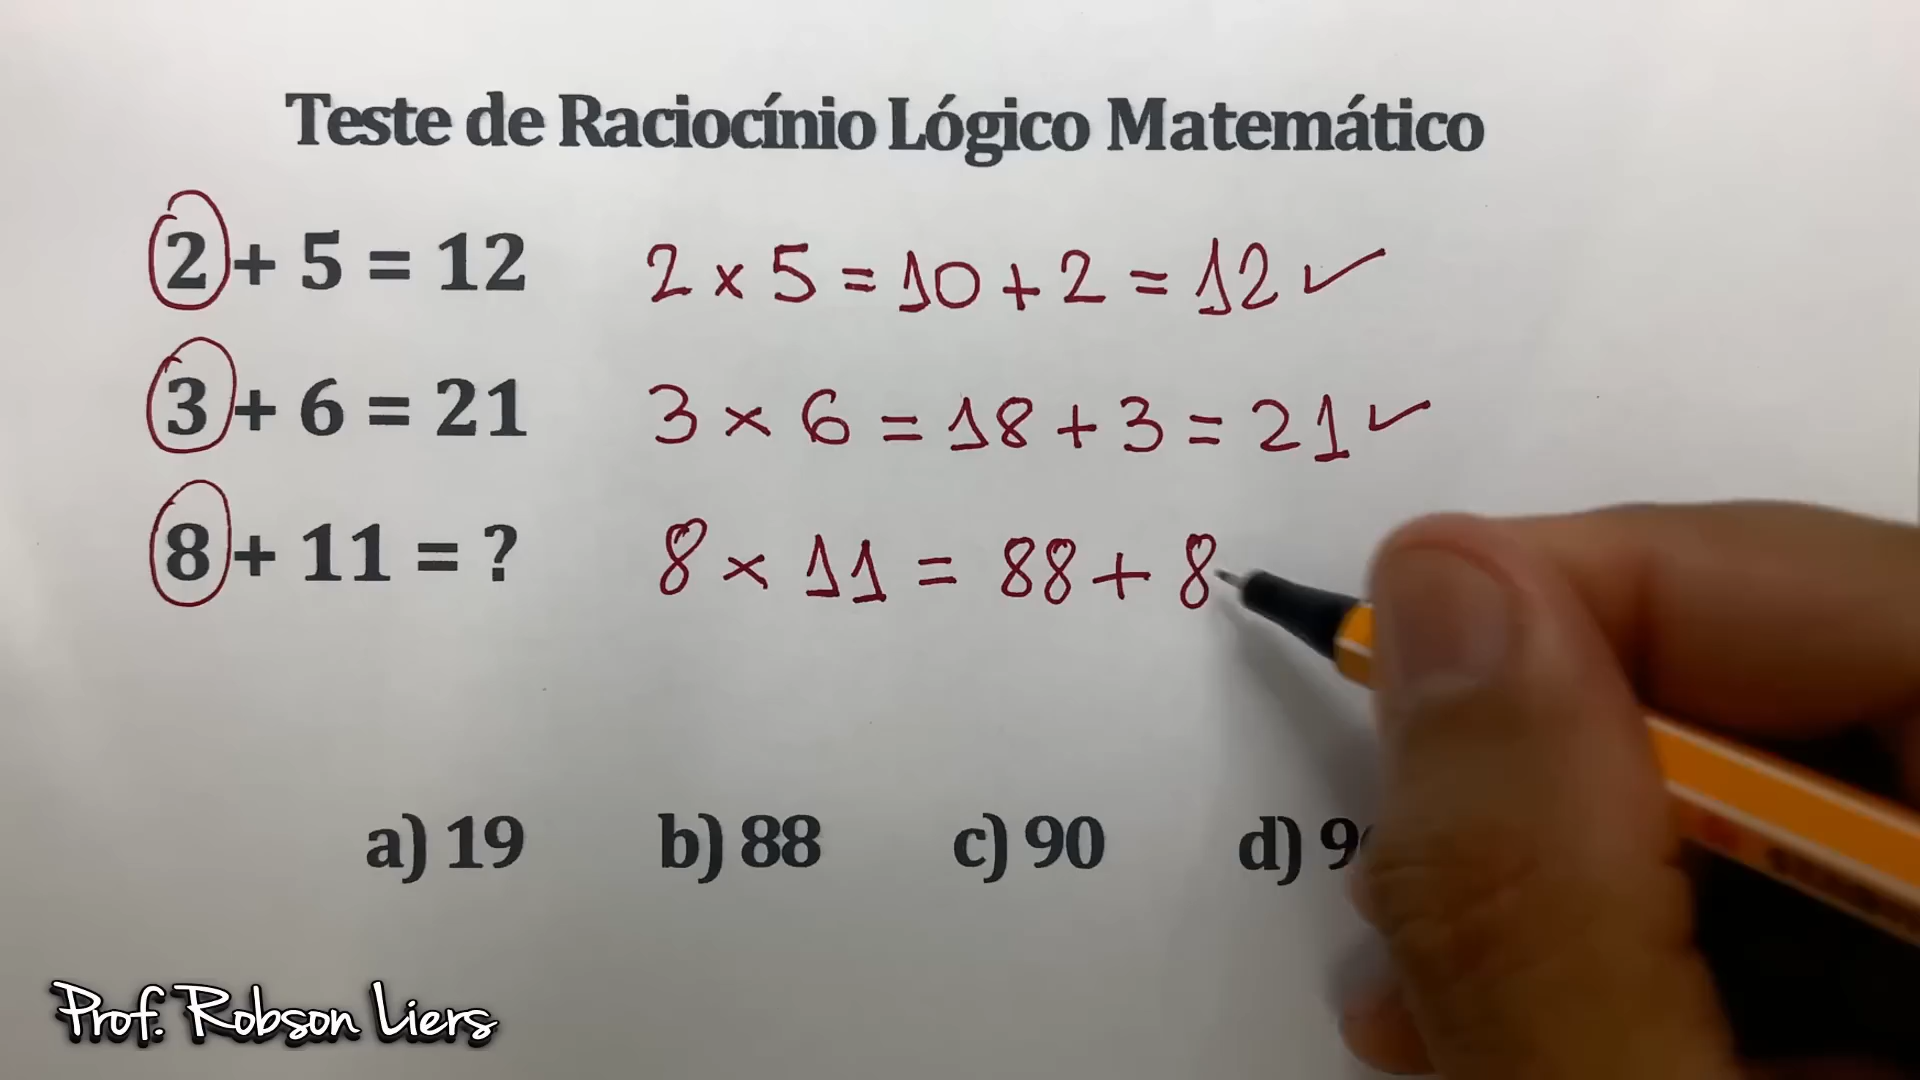 Teste de Raciocínio Lógico Matemático
2 + 5 = 12 2 × 5 = 10 + 2 = 12 ✓
3 + 6 = 21 3 × 6 = 18 + 3 = 21 ✓
8 + 11 = ? 8 × 11 = 88 + 8
a) 19 b) 88 c) 90 d) 9
Prof. Robson Liers